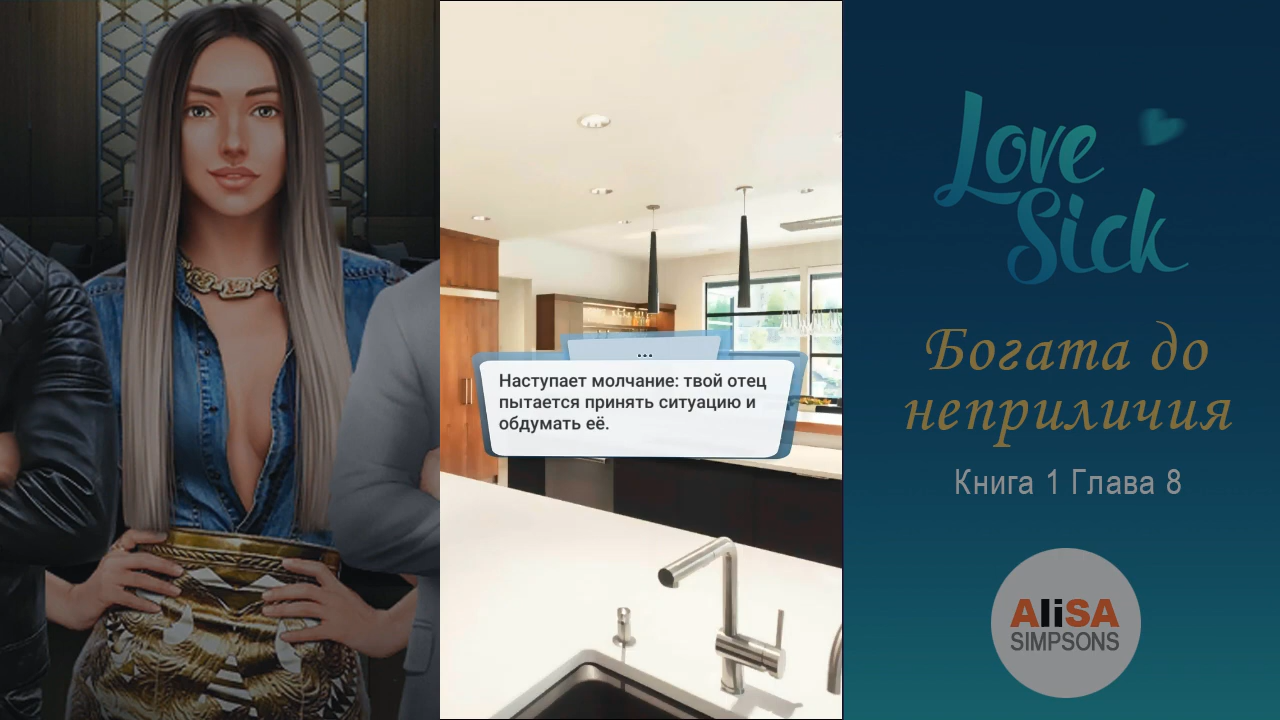 ...
Наступает молчание: твой отец
пытается принять ситуацию и
обдумать её.
Love
Sick
Богата до
неприличия
Книга 1 Глава 8
AliSA
SIMPSONS